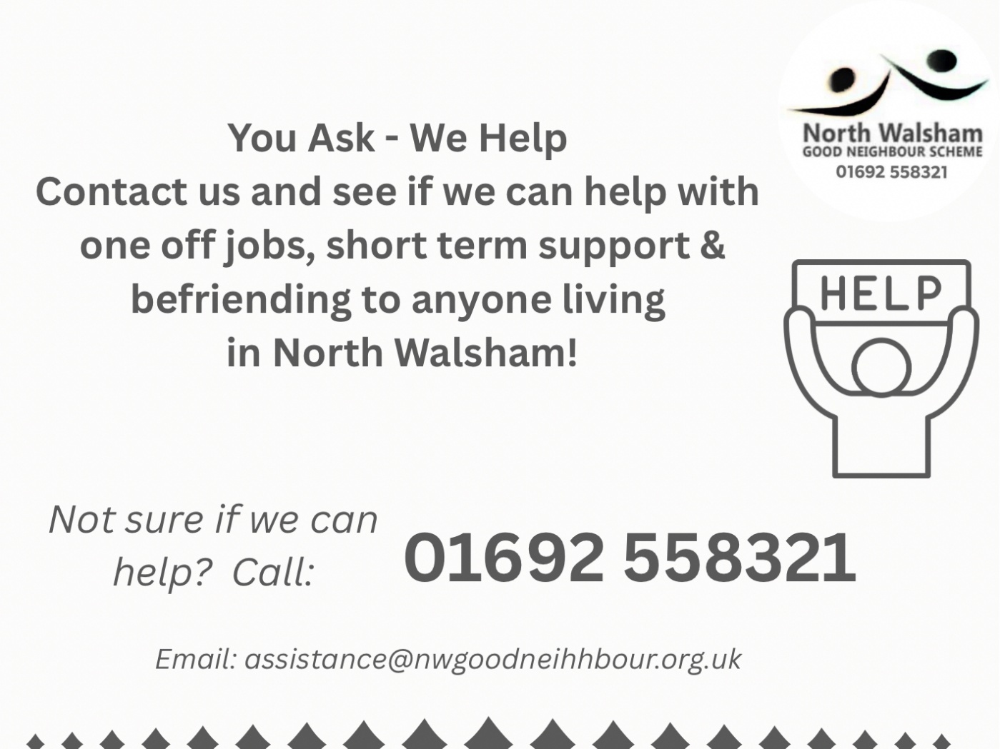 North Walsham
GOOD NEIGHBOUR SCHEME
01692 558321
You Ask - We Help
Contact us and see if we can help with
one off jobs, short term support &
befriending to anyone living
in North Walsham!
HELP
Not sure if we can
help? Call:
01692 558321
Email: assistance@nwgoodneihhbour.org.uk